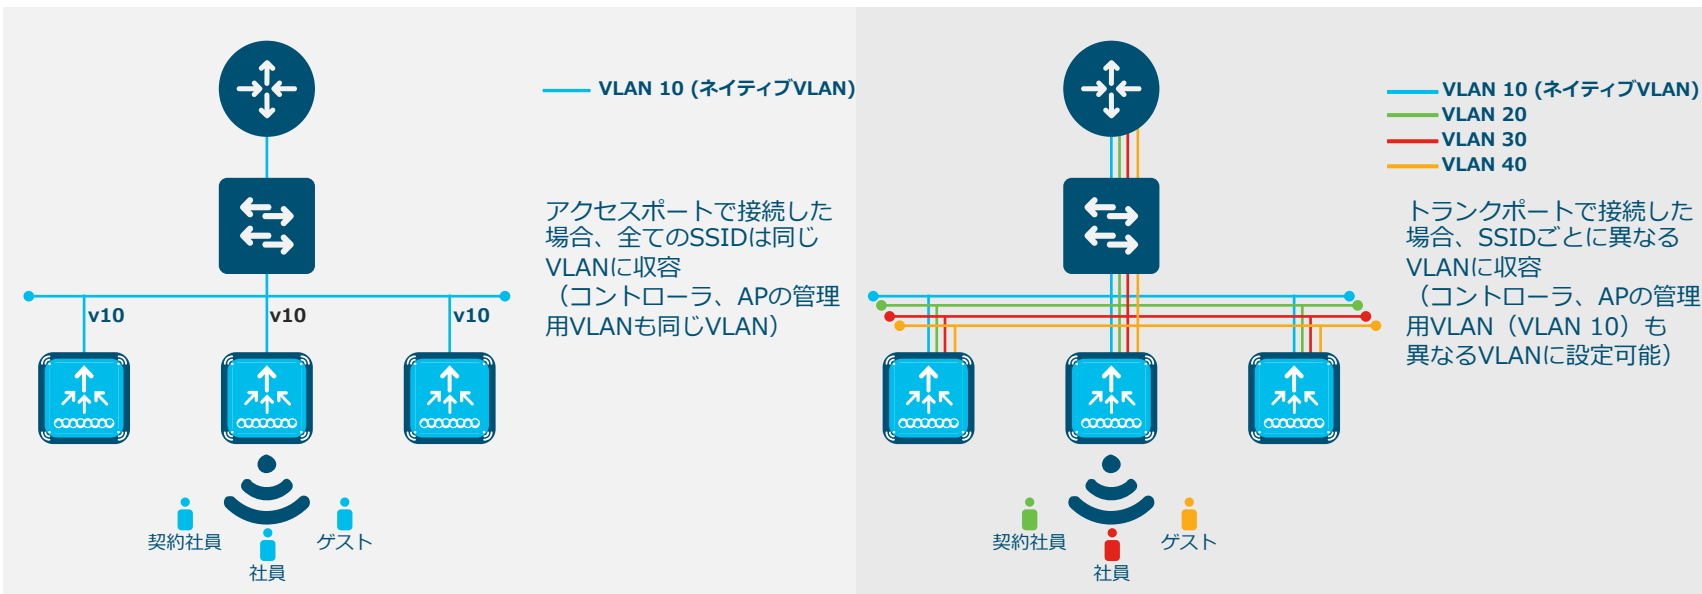 VLAN 10 (ネイティブVLAN)
アクセスポートで接続した
場合、全てのSSIDは同じ
VLANに収容
（コントローラ、APの管理
用VLANも同じVLAN）
v10
v10
v10
契約社員
ゲスト
社員
VLAN 10 (ネイティブVLAN)
VLAN 20
VLAN 30
VLAN 40
トランクポートで接続した
場合、SSIDごとに異なる
VLANに収容
（コントローラ、APの管理
用VLAN（VLAN 10）も
異なるVLANに設定可能）
契約社員
ゲスト
社員